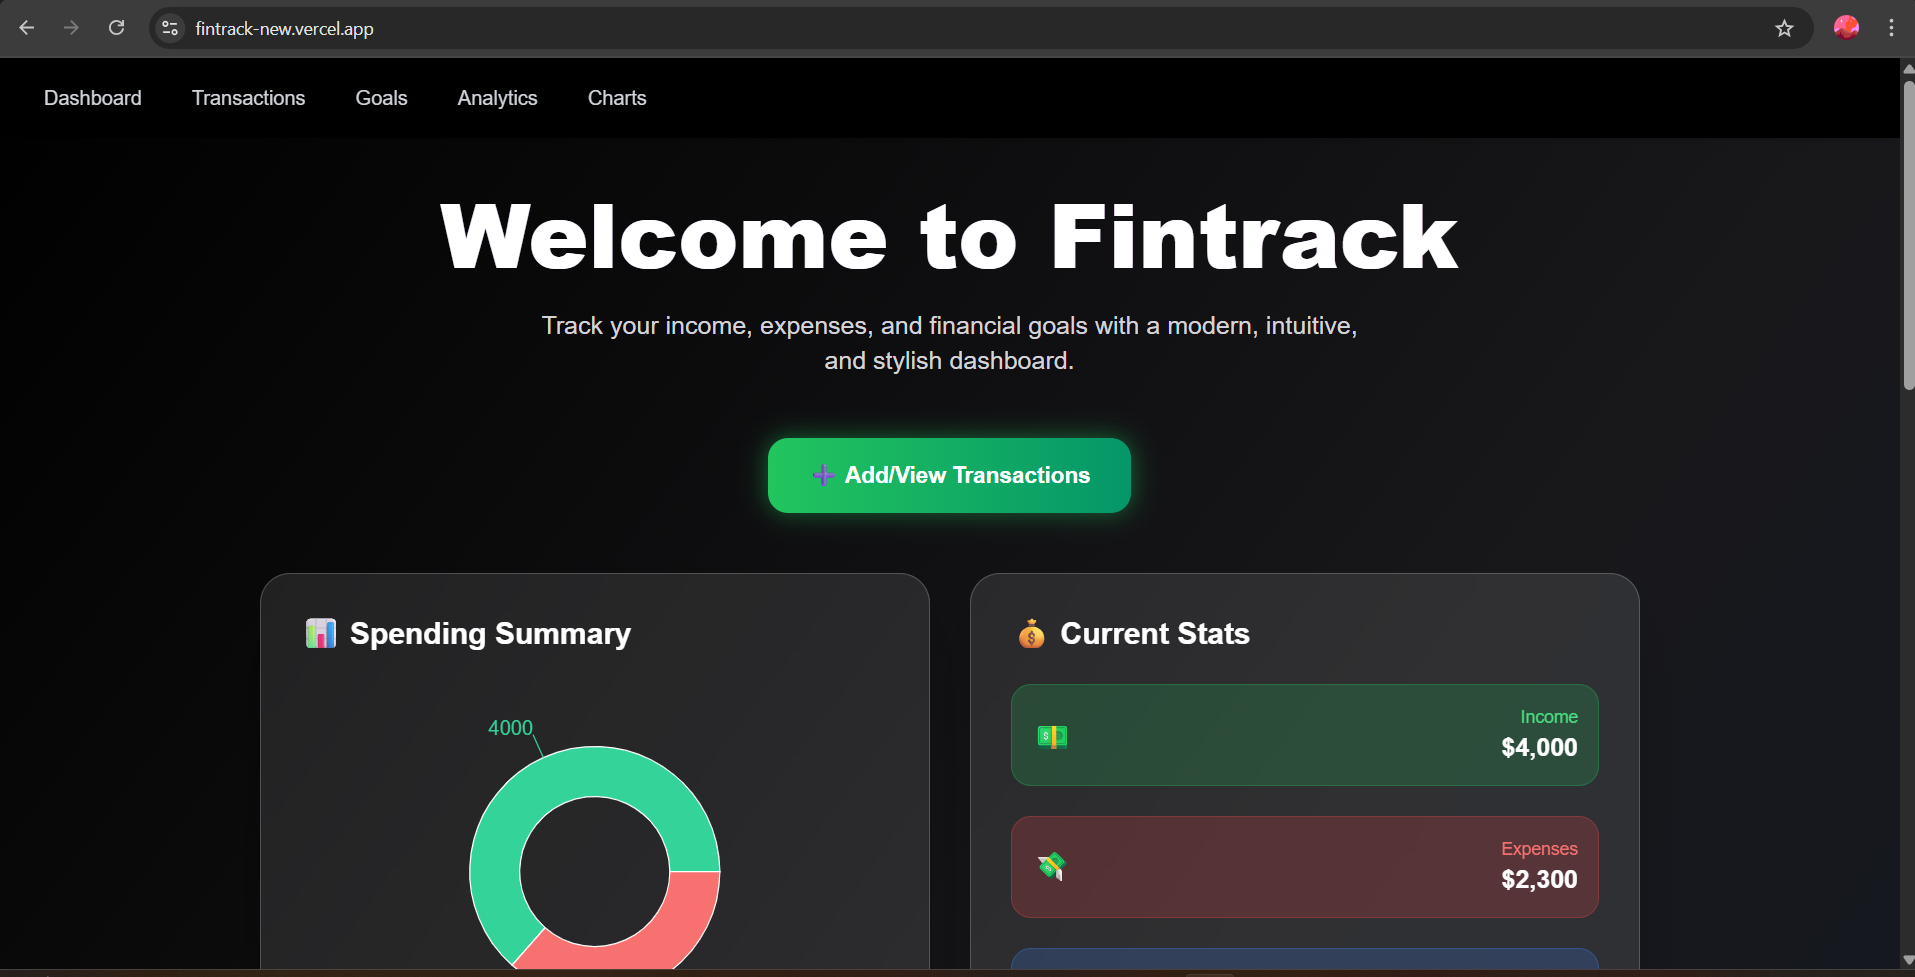 fintrack-new.vercel.app
Dashboard
Transactions
Goals
Analytics
Charts
Welcome to Fintrack
Track your income, expenses, and financial goals with a modern, intuitive,
and stylish dashboard.
Add/View Transactions
Spending Summary
4000
Current Stats
Income
$4,000
Expenses
$2,300